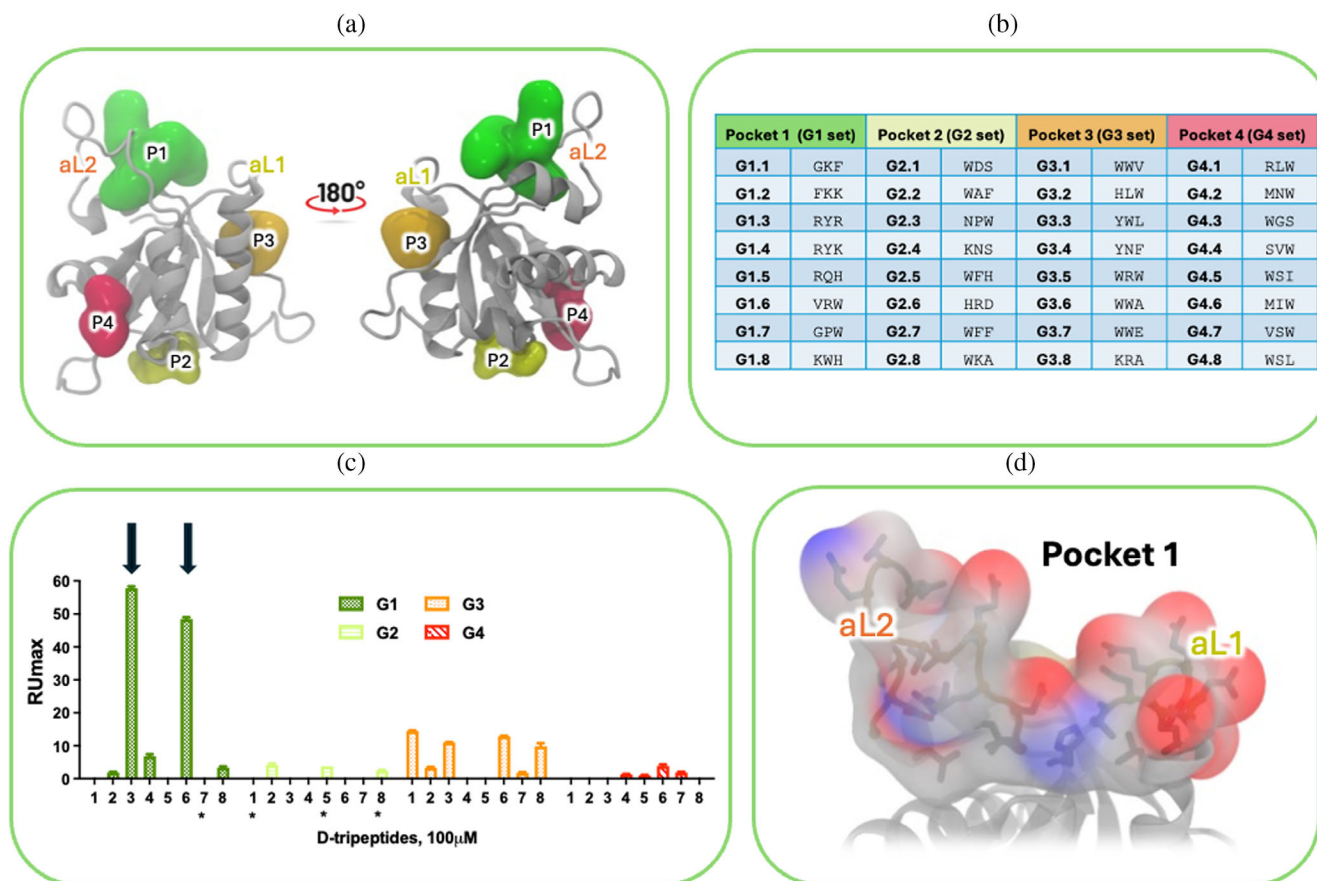 (a)
P1
aL2
aL1
P3
P4
P2
180°
P1
aL2
aL1
P3
P4
P2
(b)
Pocket 1 (G1 set) Pocket 2 (G2 set) Pocket 3 (G3 set) Pocket 4 (G4 set)
G1.1 GKF G2.1 WDS G3.1 WWV G4.1 RLW
G1.2 FKK G2.2 WAF G3.2 HLW G4.2 MNW
G1.3 RYR G2.3 NPW G3.3 YWL G4.3 WGS
G1.4 RYK G2.4 KNS G3.4 YNF G4.4 SVW
G1.5 RQH G2.5 WFH G3.5 WRW G4.5 WSI
G1.6 VRW G2.6 HRD G3.6 WWA G4.6 MIW
G1.7 GPW G2.7 WFF G3.7 WWE G4.7 VSW
G1.8 KWH G2.8 WKA G3.8 KRA G4.8 WSL
(c)
RUmax
60
50
40
30
20
10
0
G1 G3
G2 G4
1 2 3 4 5 6 7 8 1 2 3 4 5 6 7 8 1 2 3 4 5 6 7 8 1 2 3 4 5 6 7 8
* * * *
D-tripeptides, 100μM
(d)
Pocket 1
aL2
aL1